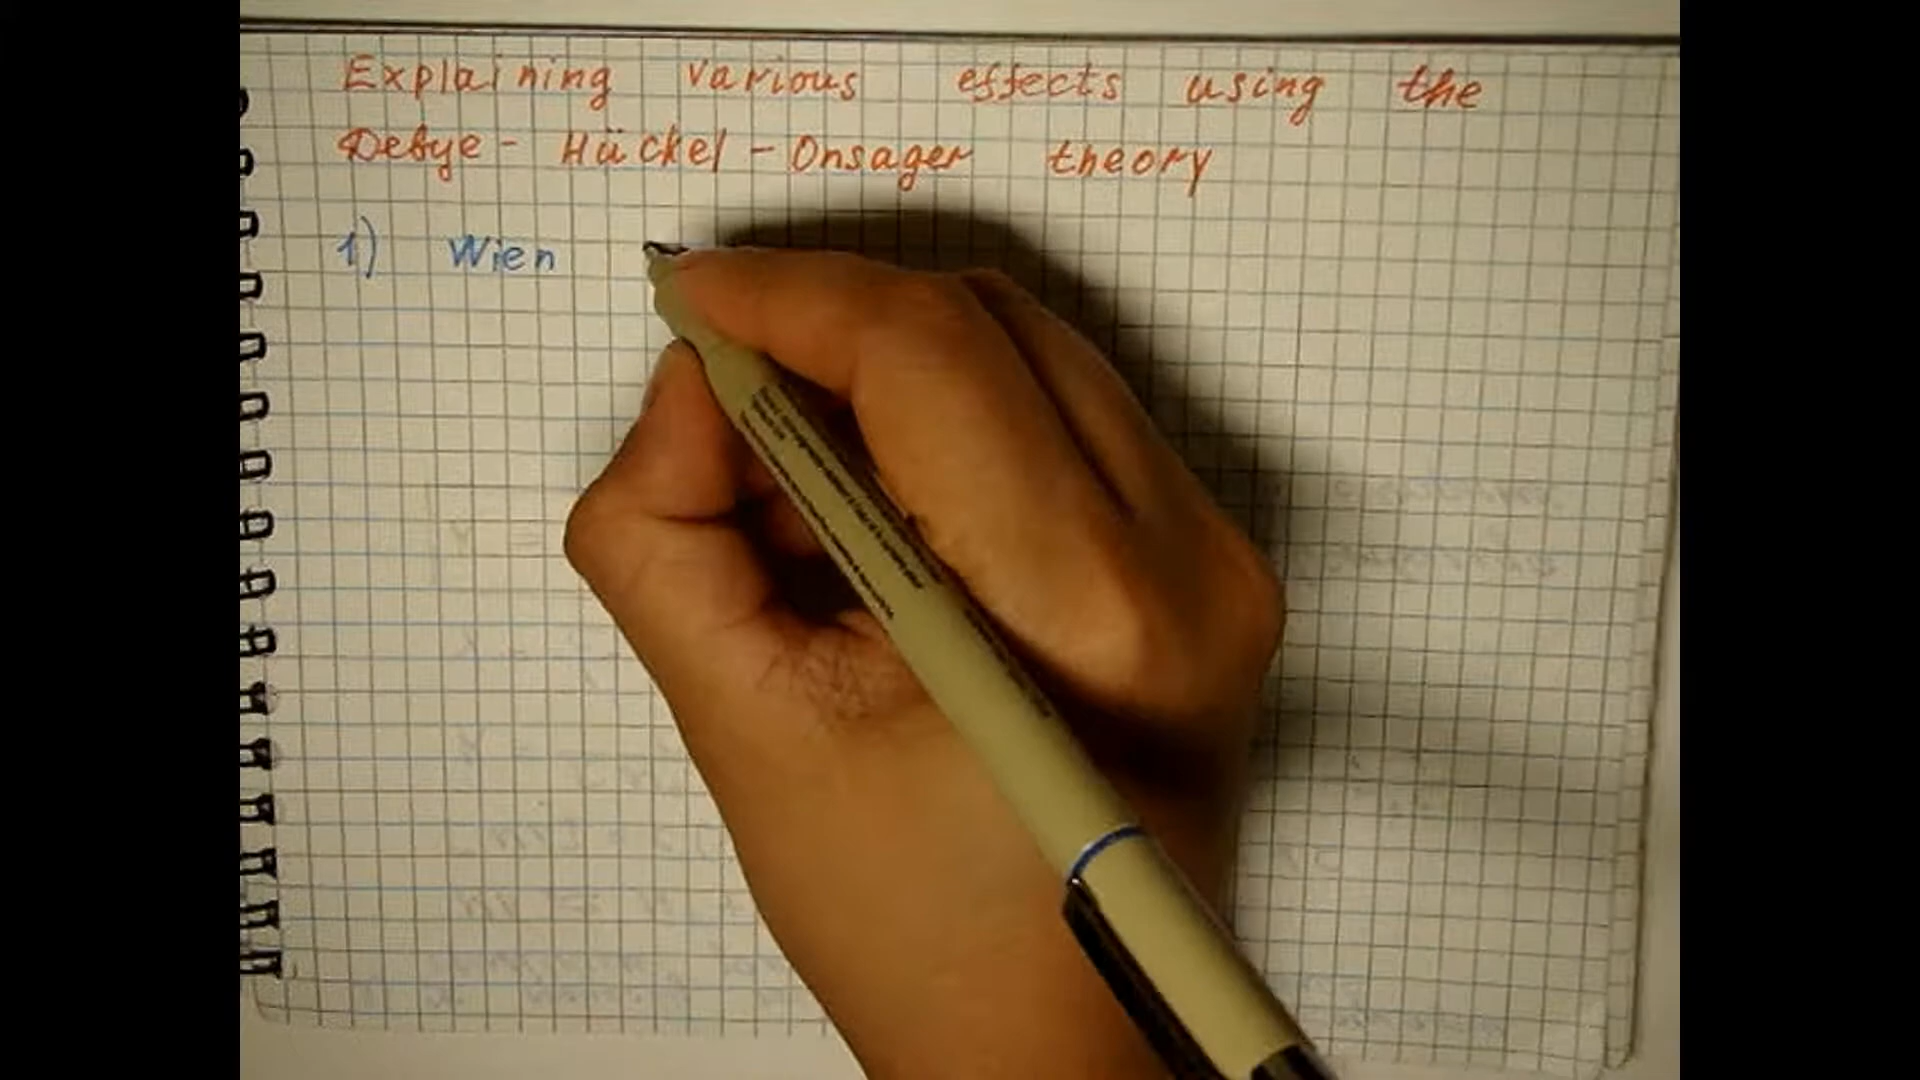 Explaining various effects using the
Debye - Hückel - Onsager theory
1) Wien